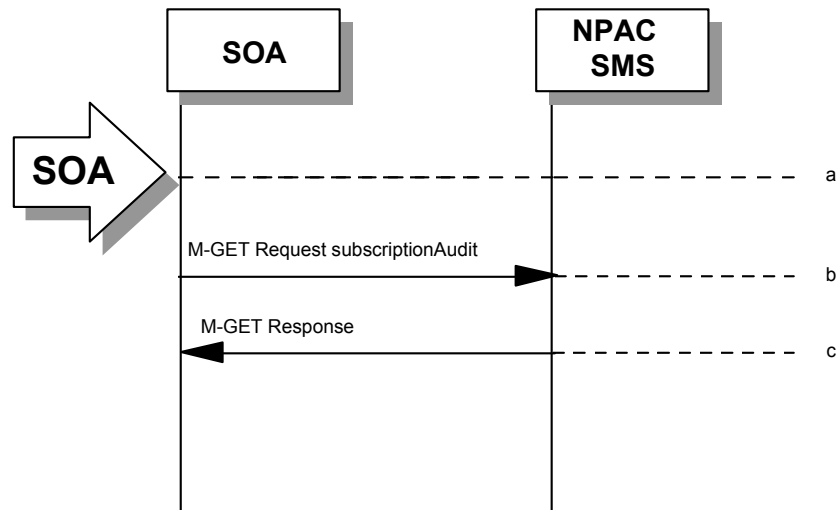 SOA
NPAC
SMS
SOA
a
M-GET Request subscriptionAudit
b
M-GET Response
c